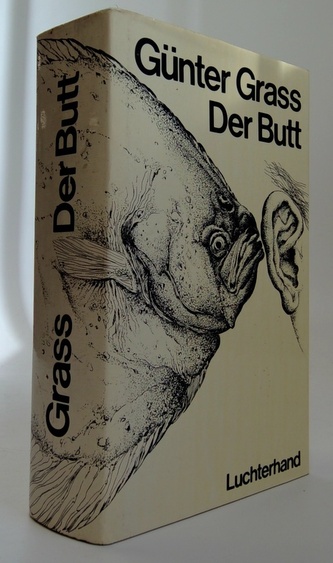 Günter Grass
Der Butt
Luchterhand
Grass Der Butt